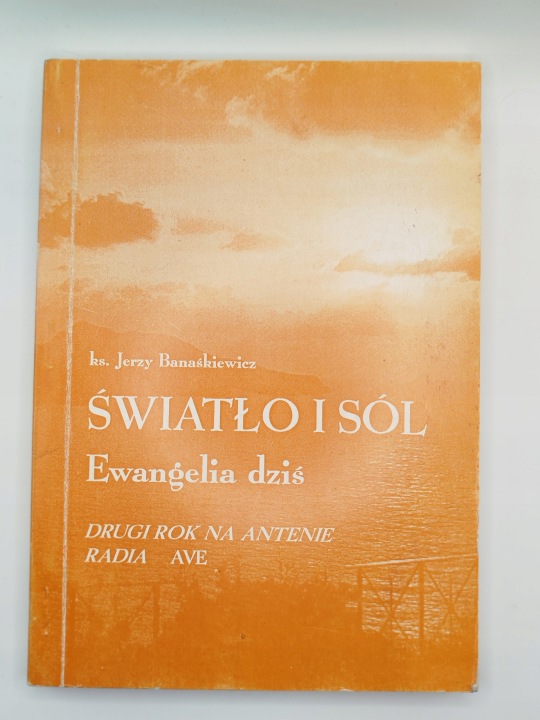 ks. Jerzy Banaśkiewicz
ŚWIATŁO I SÓL
Ewangelia dziś
DRUGI ROK NA ANTENIE
RADIA AVE